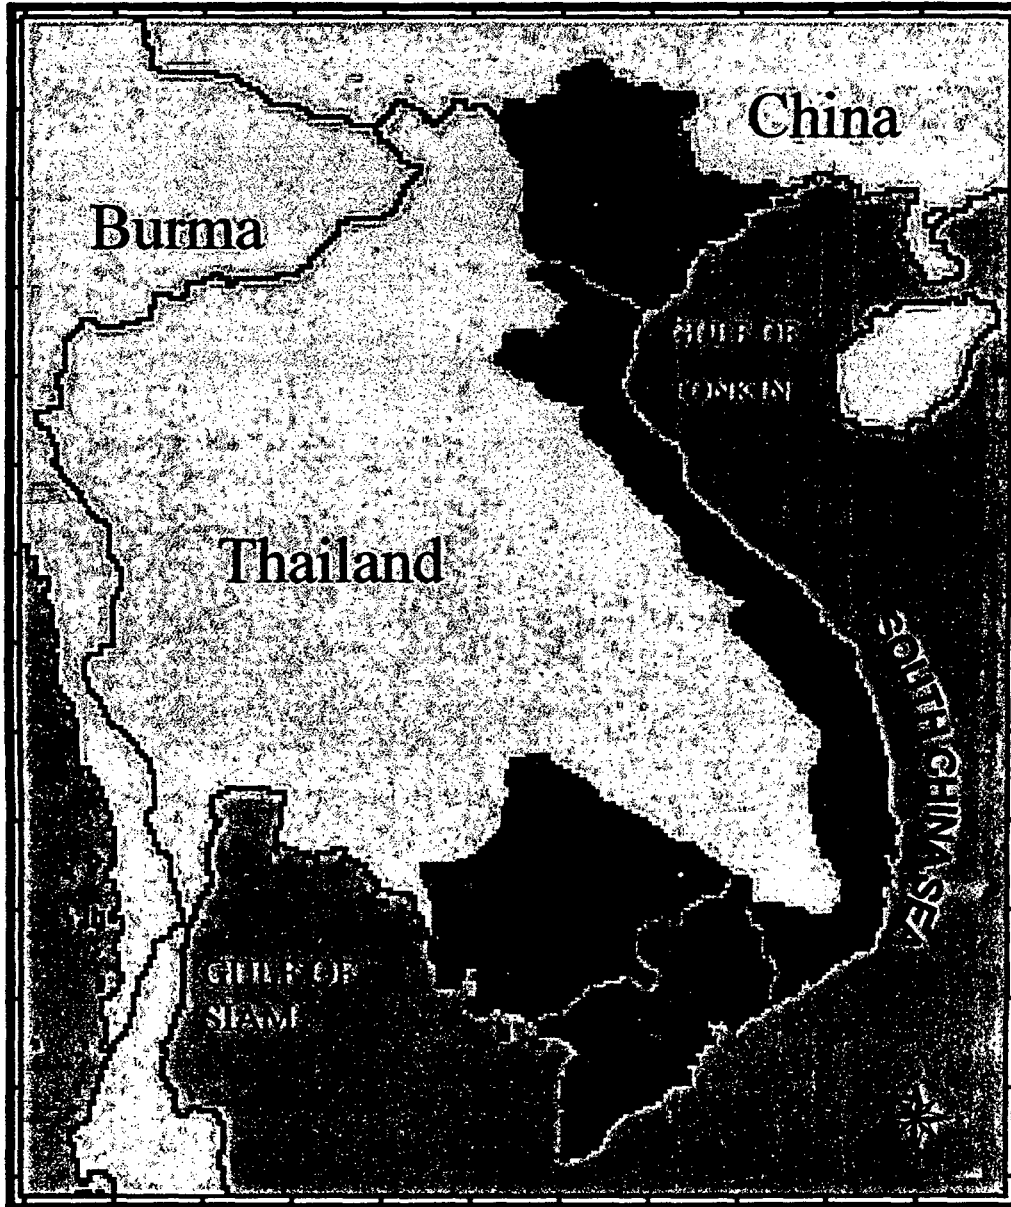 China
Burma
GULF OF
TONKIN
Thailand
SOUTH CHINA SEA
GULF OF
SIAM